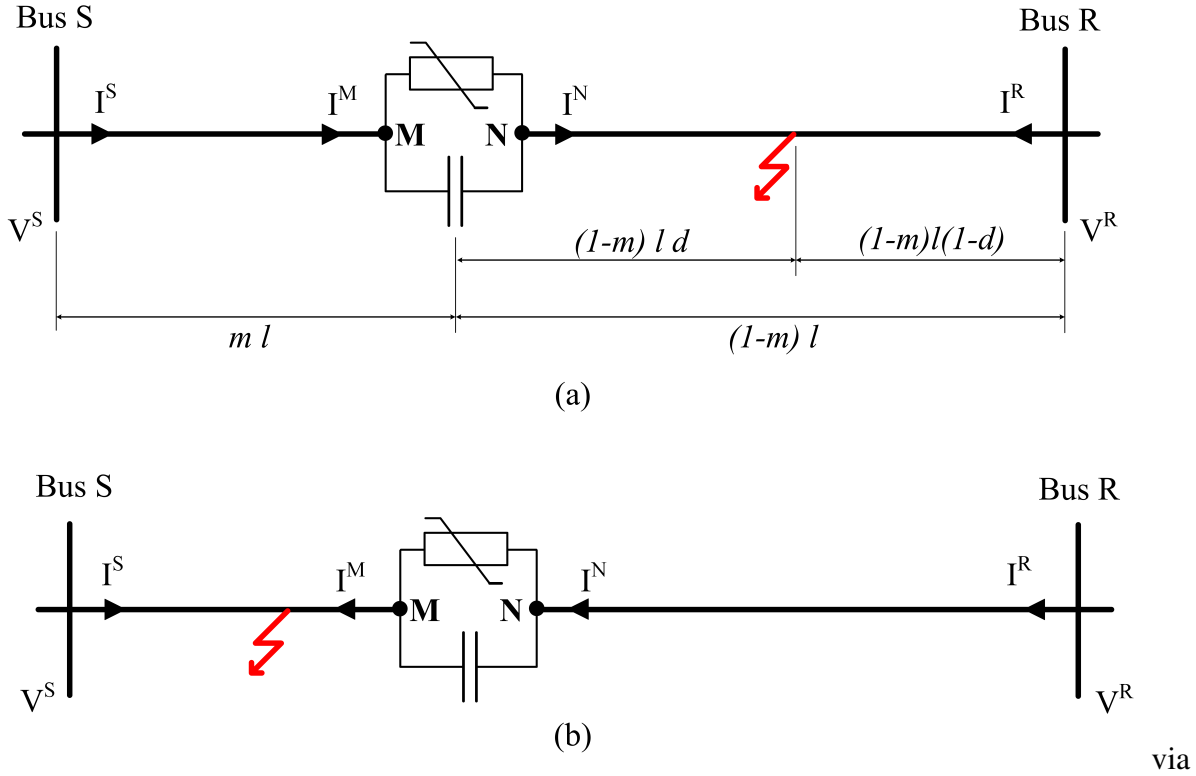 Bus S
Bus R
I^S
I^M
I^N
I^R
M
N
V^S
V^R
(1-m) l d
(1-m)l(1-d)
m l
(1-m) l
(a)
Bus S
Bus R
I^S
I^M
I^N
I^R
M
N
V^S
V^R
(b)
via